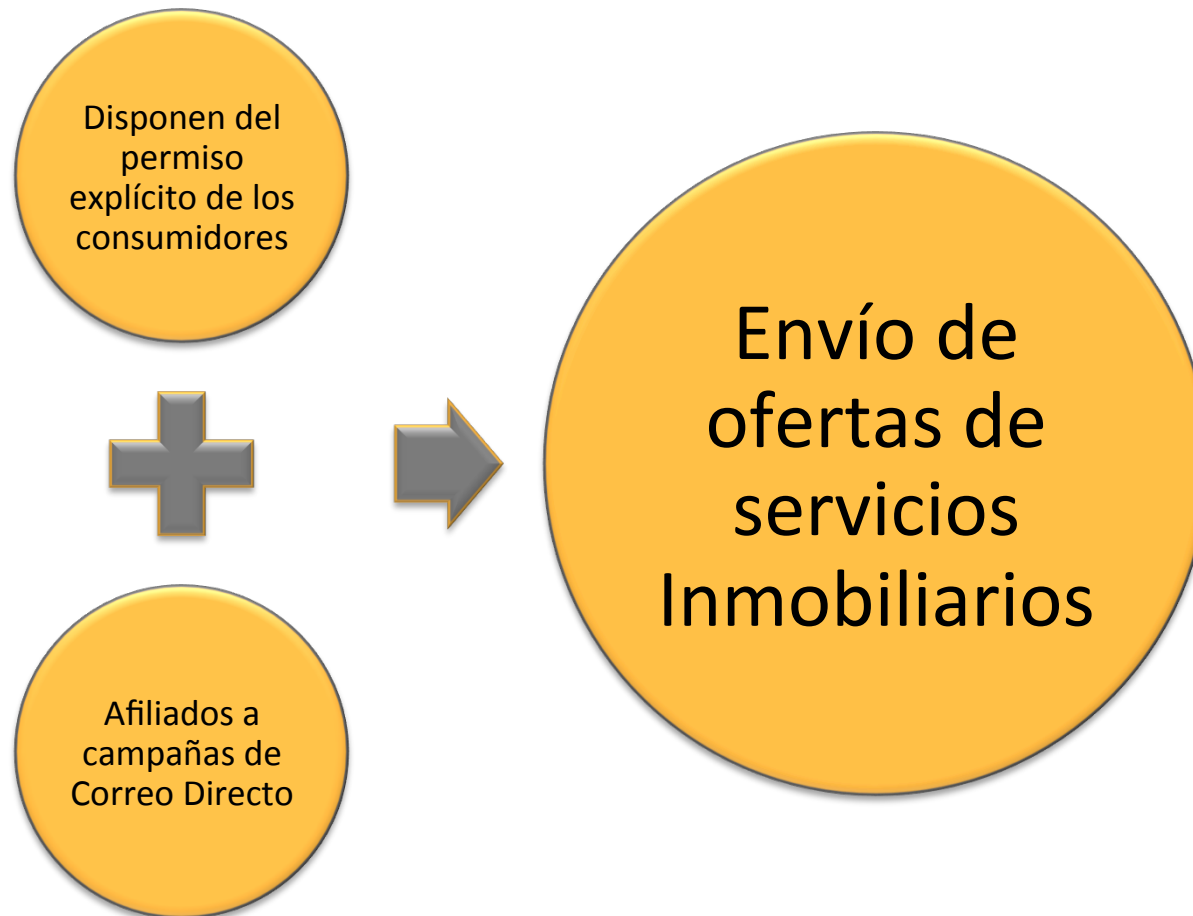 Disponen del
permiso
explícito de los
consumidores
Afiliados a
campañas de
Correo Directo
Envío de
ofertas de
servicios
Inmobiliarios